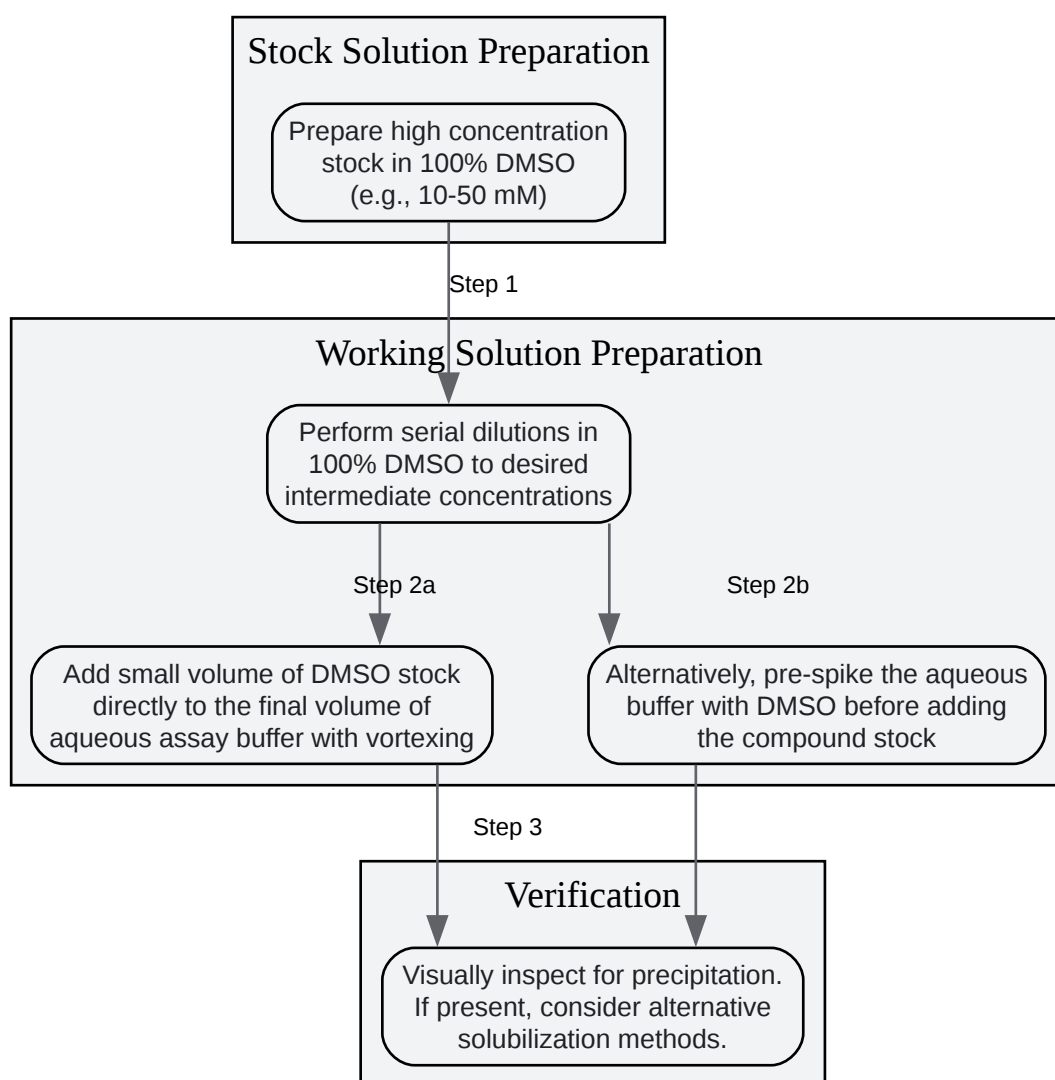 Stock Solution Preparation
Prepare high concentration
stock in 100% DMSO
(e.g., 10-50 mM)
Step 1
Working Solution Preparation
Perform serial dilutions in
100% DMSO to desired
intermediate concentrations
Step 2a
Step 2b
Add small volume of DMSO stock
directly to the final volume of
aqueous assay buffer with vortexing
Alternatively, pre-spike the aqueous
buffer with DMSO before adding
the compound stock
Step 3
Verification
Visually inspect for precipitation.
If present, consider alternative
solubilization methods.